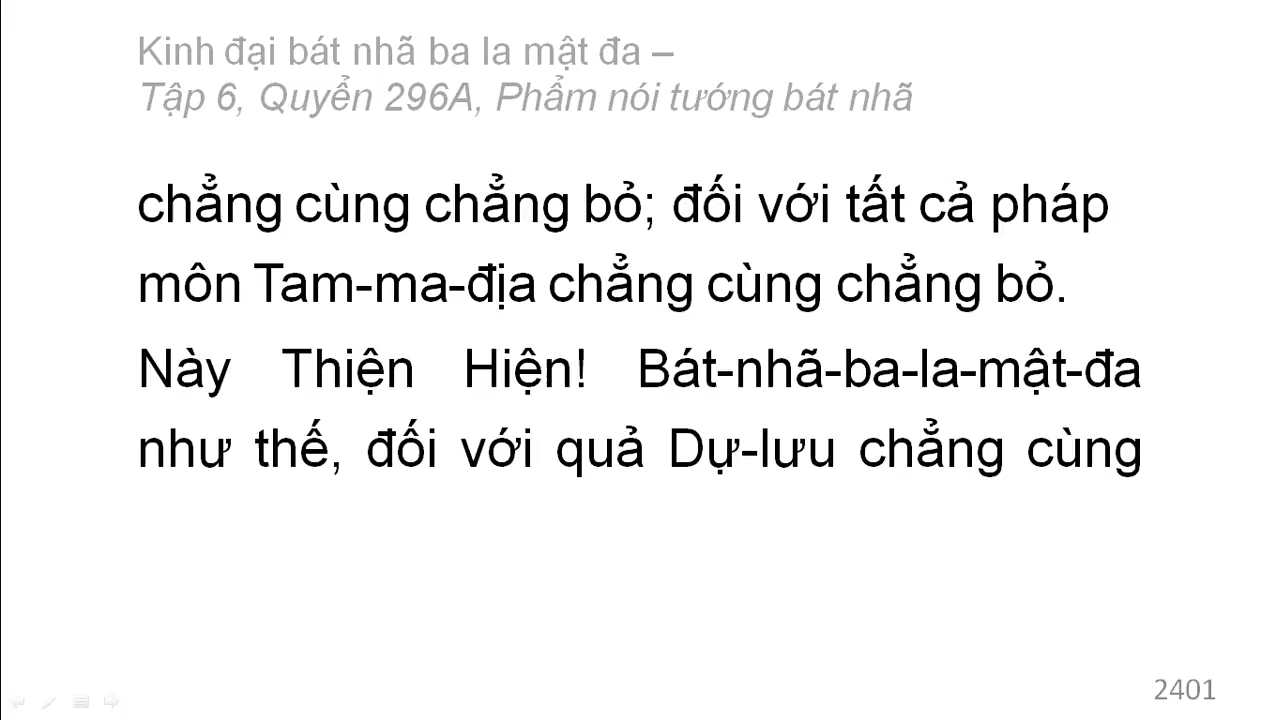 Kinh đại bát nhã ba la mật đa –
Tập 6, Quyển 296A, Phẩm nói tướng bát nhã
chẳng cùng chẳng bỏ; đối với tất cả pháp
môn Tam-ma-địa chẳng cùng chẳng bỏ.
Này Thiện Hiện! Bát-nhã-ba-la-mật-đa
như thế, đối với quả Dự-lưu chẳng cùng
2401